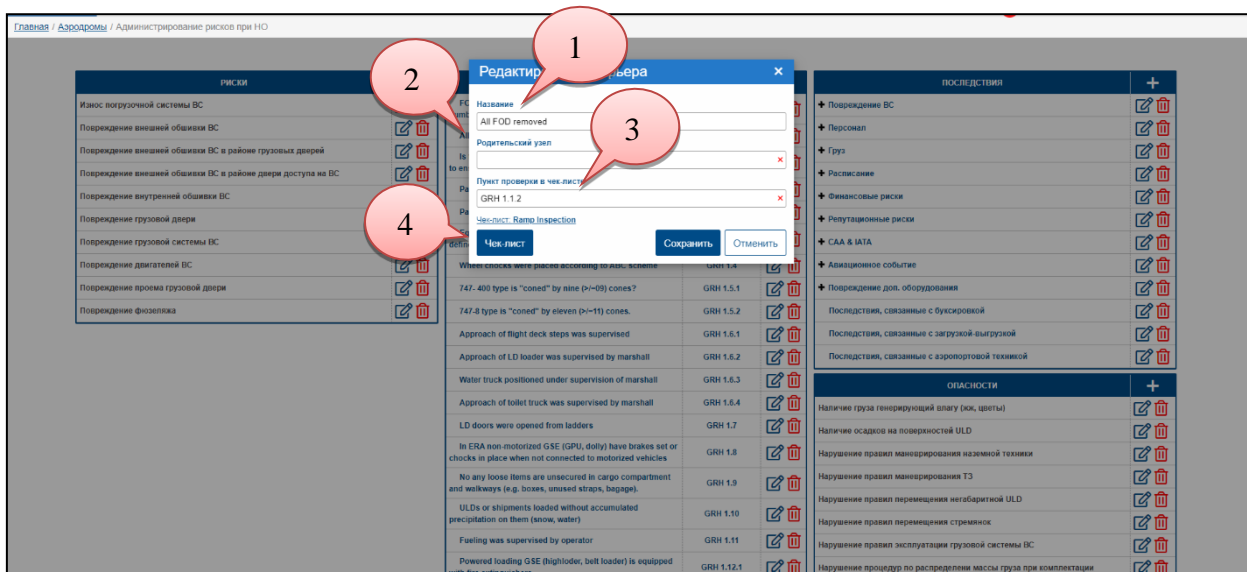 Главная / Аэродромы / Администрирование рисков при НО
РИСКИ
Износ погрузочной системы ВС
Повреждение внешней обшивки ВС
Повреждение внешней обшивки ВС в районе грузовых дверей
Повреждение внешней обшивки ВС в районе двери доступа на ВС
Повреждение внутренней обшивки ВС
Повреждение грузовой двери
Повреждение грузовой системы ВС
Повреждение двигателей ВС
Повреждение проема грузовой двери
Повреждение фюзеляжа
1
2
3
4
×
Название
All FOD removed
Родительский узел
×
Пункт проверки в чек-листе
GRH 1.1.2 ×
Чек-лист: Ramp Inspection
Чек-лист Сохранить Отменить
Wheel chocks were placed according to ABC scheme GRH 1.4
747- 400 type is "coned" by nine (>/=09) cones? GRH 1.5.1
747-8 type is "coned" by eleven (>/=11) cones. GRH 1.5.2
Approach of flight deck steps was supervised GRH 1.6.1
Approach of LD loader was supervised by marshall GRH 1.6.2
Water truck positioned under supervision of marshall GRH 1.6.3
Approach of toilet truck was supervised by marshall GRH 1.6.4
LD doors were opened from ladders GRH 1.7
In ERA non-motorized GSE (GPU, dolly) have brakes set or
chocks in place when not connected to motorized vehicles GRH 1.8
No any loose items are unsecured in cargo compartment
and walkways (e.g. boxes, unused straps, bagage). GRH 1.9
ULDs or shipments loaded without accumulated
precipitation on them (snow, water) GRH 1.10
Fueling was supervised by operator GRH 1.11
Powered loading GSE (highloder, belt loader) is equipped
GRH 1.12.1
ПОСЛЕДСТВИЯ +
+ Повреждение ВС
+ Персонал
+ Груз
+ Расписание
+ Финансовые риски
+ Репутационные риски
+ CAA & IATA
+ Авиационное событие
+ Повреждение доп. оборудования
Последствия, связанные с буксировкой
Последствия, связанные с загрузкой-выгрузкой
Последствия, связанные с аэропортовой техникой
ОПАСНОСТИ +
Наличие груза генерирующий влагу (жж, цветы)
Наличие осадков на поверхностей ULD
Нарушение правил маневрирования наземной техники
Нарушение правил маневрирования ТЗ
Нарушение правил перемещения негабаритной ULD
Нарушение правил перемещения стремянок
Нарушение правил эксплуатации грузовой системы ВС
Нарушение процедур по распределени массы груза при комплектации